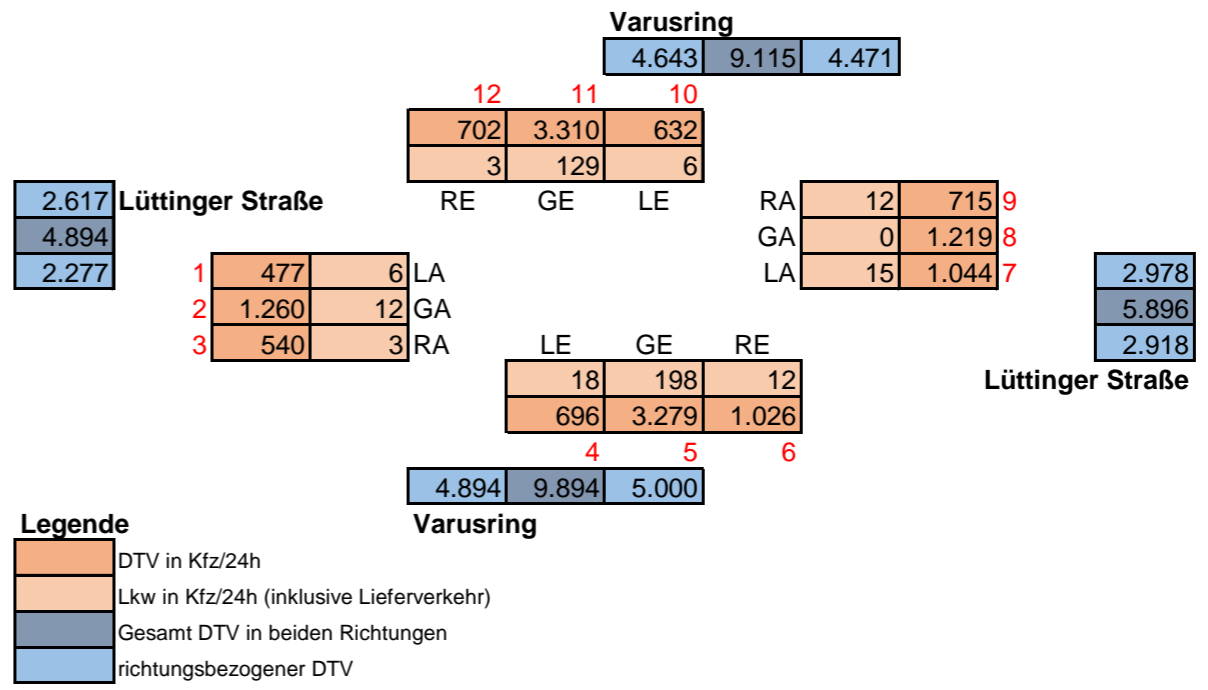 Varusring
4.643 9.115 4.471
12 11 10
702 3.310 632
3 129 6
RE GE LE
2.617 Lüttinger Straße
4.894
2.277
RA 12 715 9
GA 0 1.219 8
LA 15 1.044 7
1 477 6 LA
2 1.260 12 GA
3 540 3 RA
2.978
5.896
2.918
Lüttinger Straße
LE GE RE
18 198 12
696 3.279 1.026
4 5 6
4.894 9.894 5.000
Varusring
Legende
DTV in Kfz/24h
Lkw in Kfz/24h (inklusive Lieferverkehr)
Gesamt DTV in beiden Richtungen
richtungsbezogener DTV